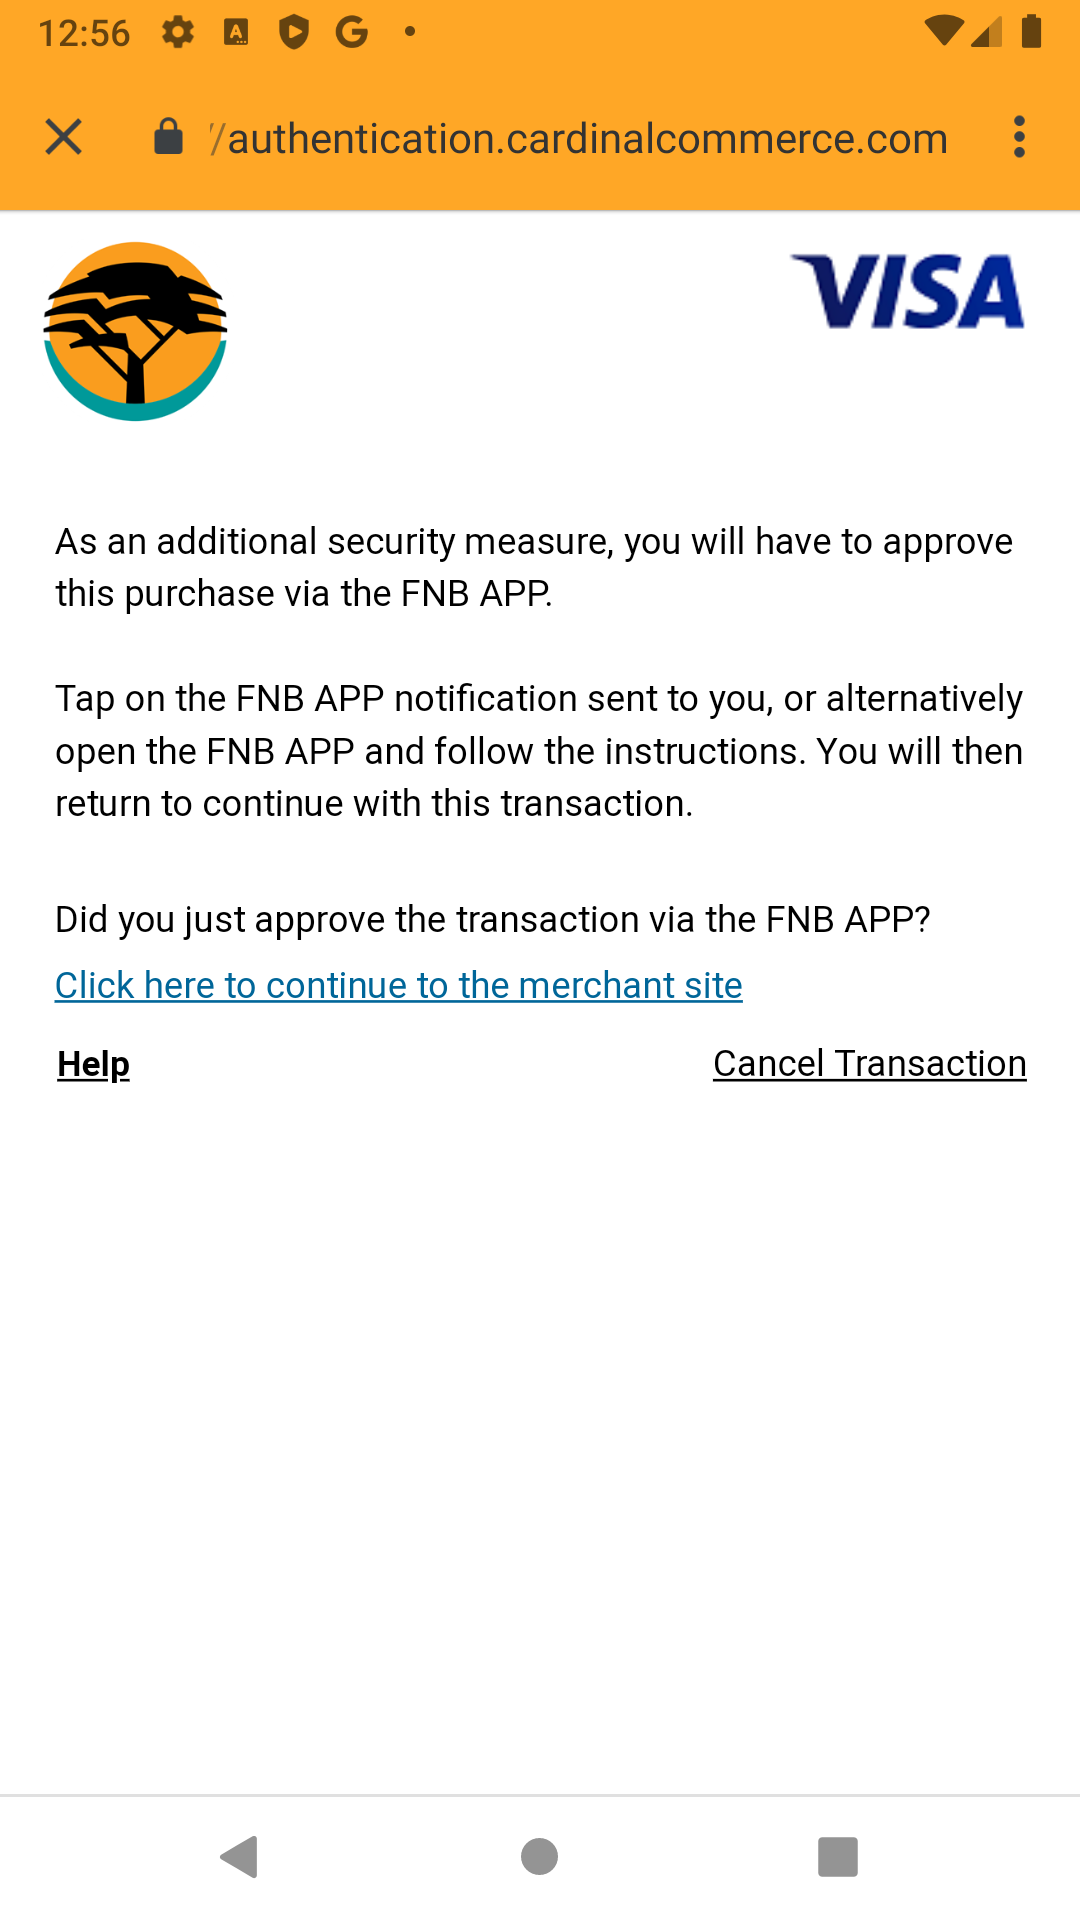 12:56
//authentication.cardinalcommerce.com
VISA
As an additional security measure, you will have to approve
this purchase via the FNB APP.
Tap on the FNB APP notification sent to you, or alternatively
open the FNB APP and follow the instructions. You will then
return to continue with this transaction.
Did you just approve the transaction via the FNB APP?
Click here to continue to the merchant site
Help
Cancel Transaction